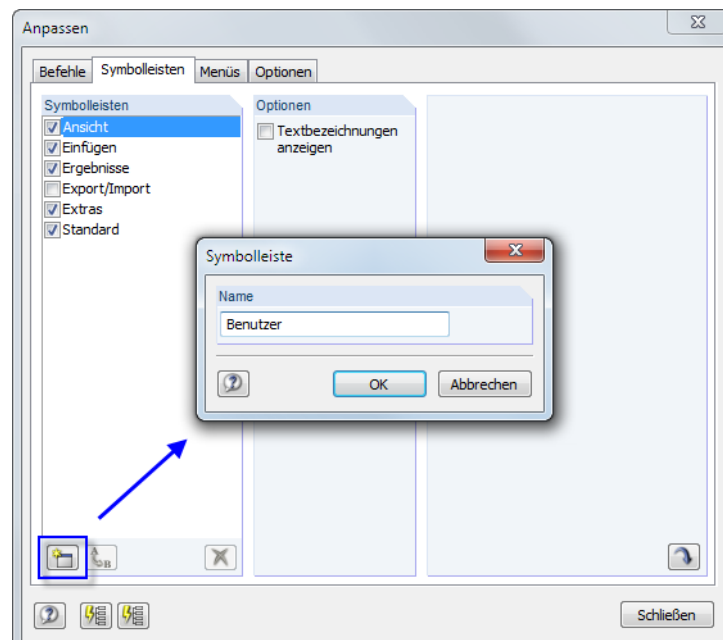 Anpassen
Befehle Symbolleisten Menüs Optionen
Symbolleisten
Ansicht
Einfügen
Ergebnisse
Export/Import
Extras
Standard
Optionen
Textbezeichnungen
anzeigen
Symbolleiste
Name
Benutzer
OK Abbrechen
A
B
Schließen